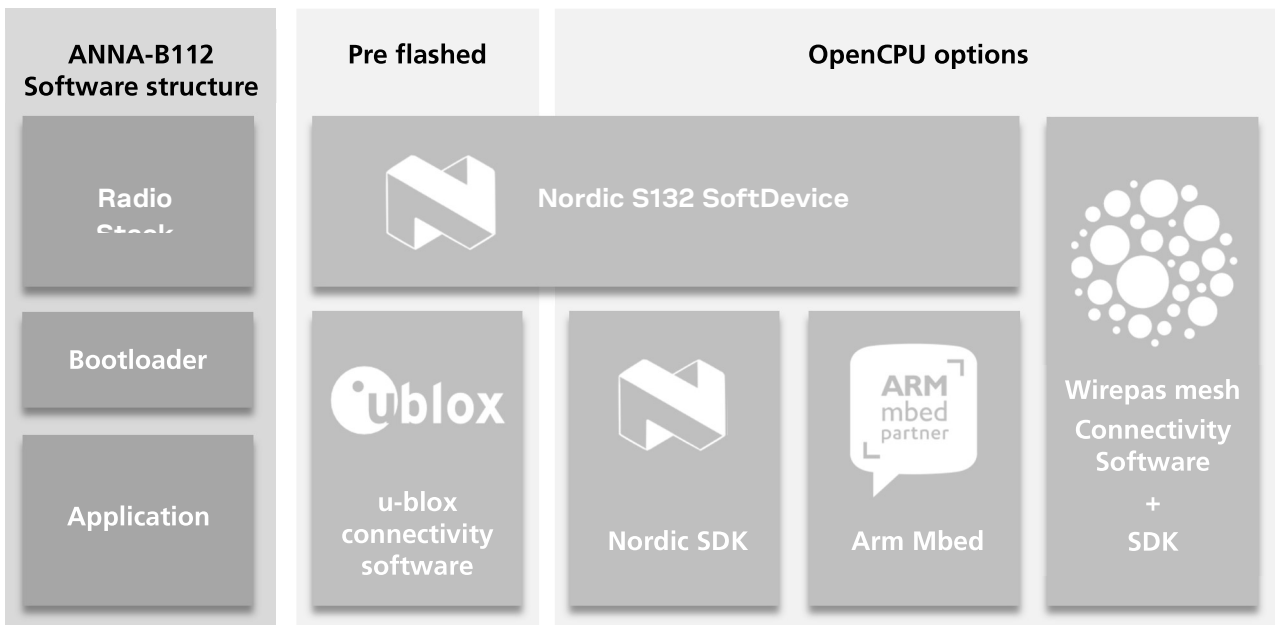 ANNA-B112
Software structure
Radio
Bootloader
Application
Pre flashed
OpenCPU options
Nordic S132 SoftDevice
ublox
u-blox
connectivity
software
Nordic SDK
ARM
mbed
partner
Arm Mbed
Wirepas mesh
Connectivity
Software
+
SDK